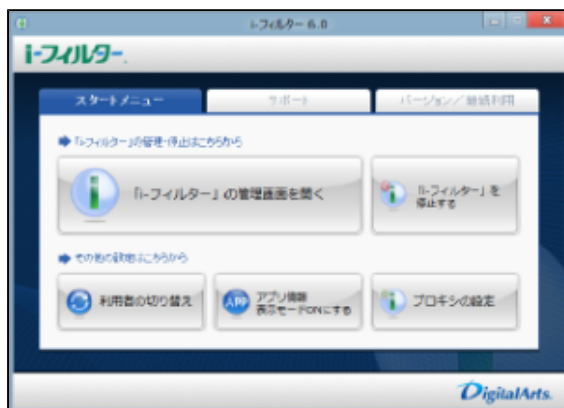 i-フィルター 6.0
i-フィルター.
スタートメニュー
サポート
バージョン／継続利用
「i-フィルター」の管理・停止はこちらから
「i-フィルター」の管理画面を開く
「i-フィルター」を
停止する
その他の設定はこちらから
利用者の切り替え
APP
アプリ情報
表示モードONにする
プロキシの設定
DigitalArts.